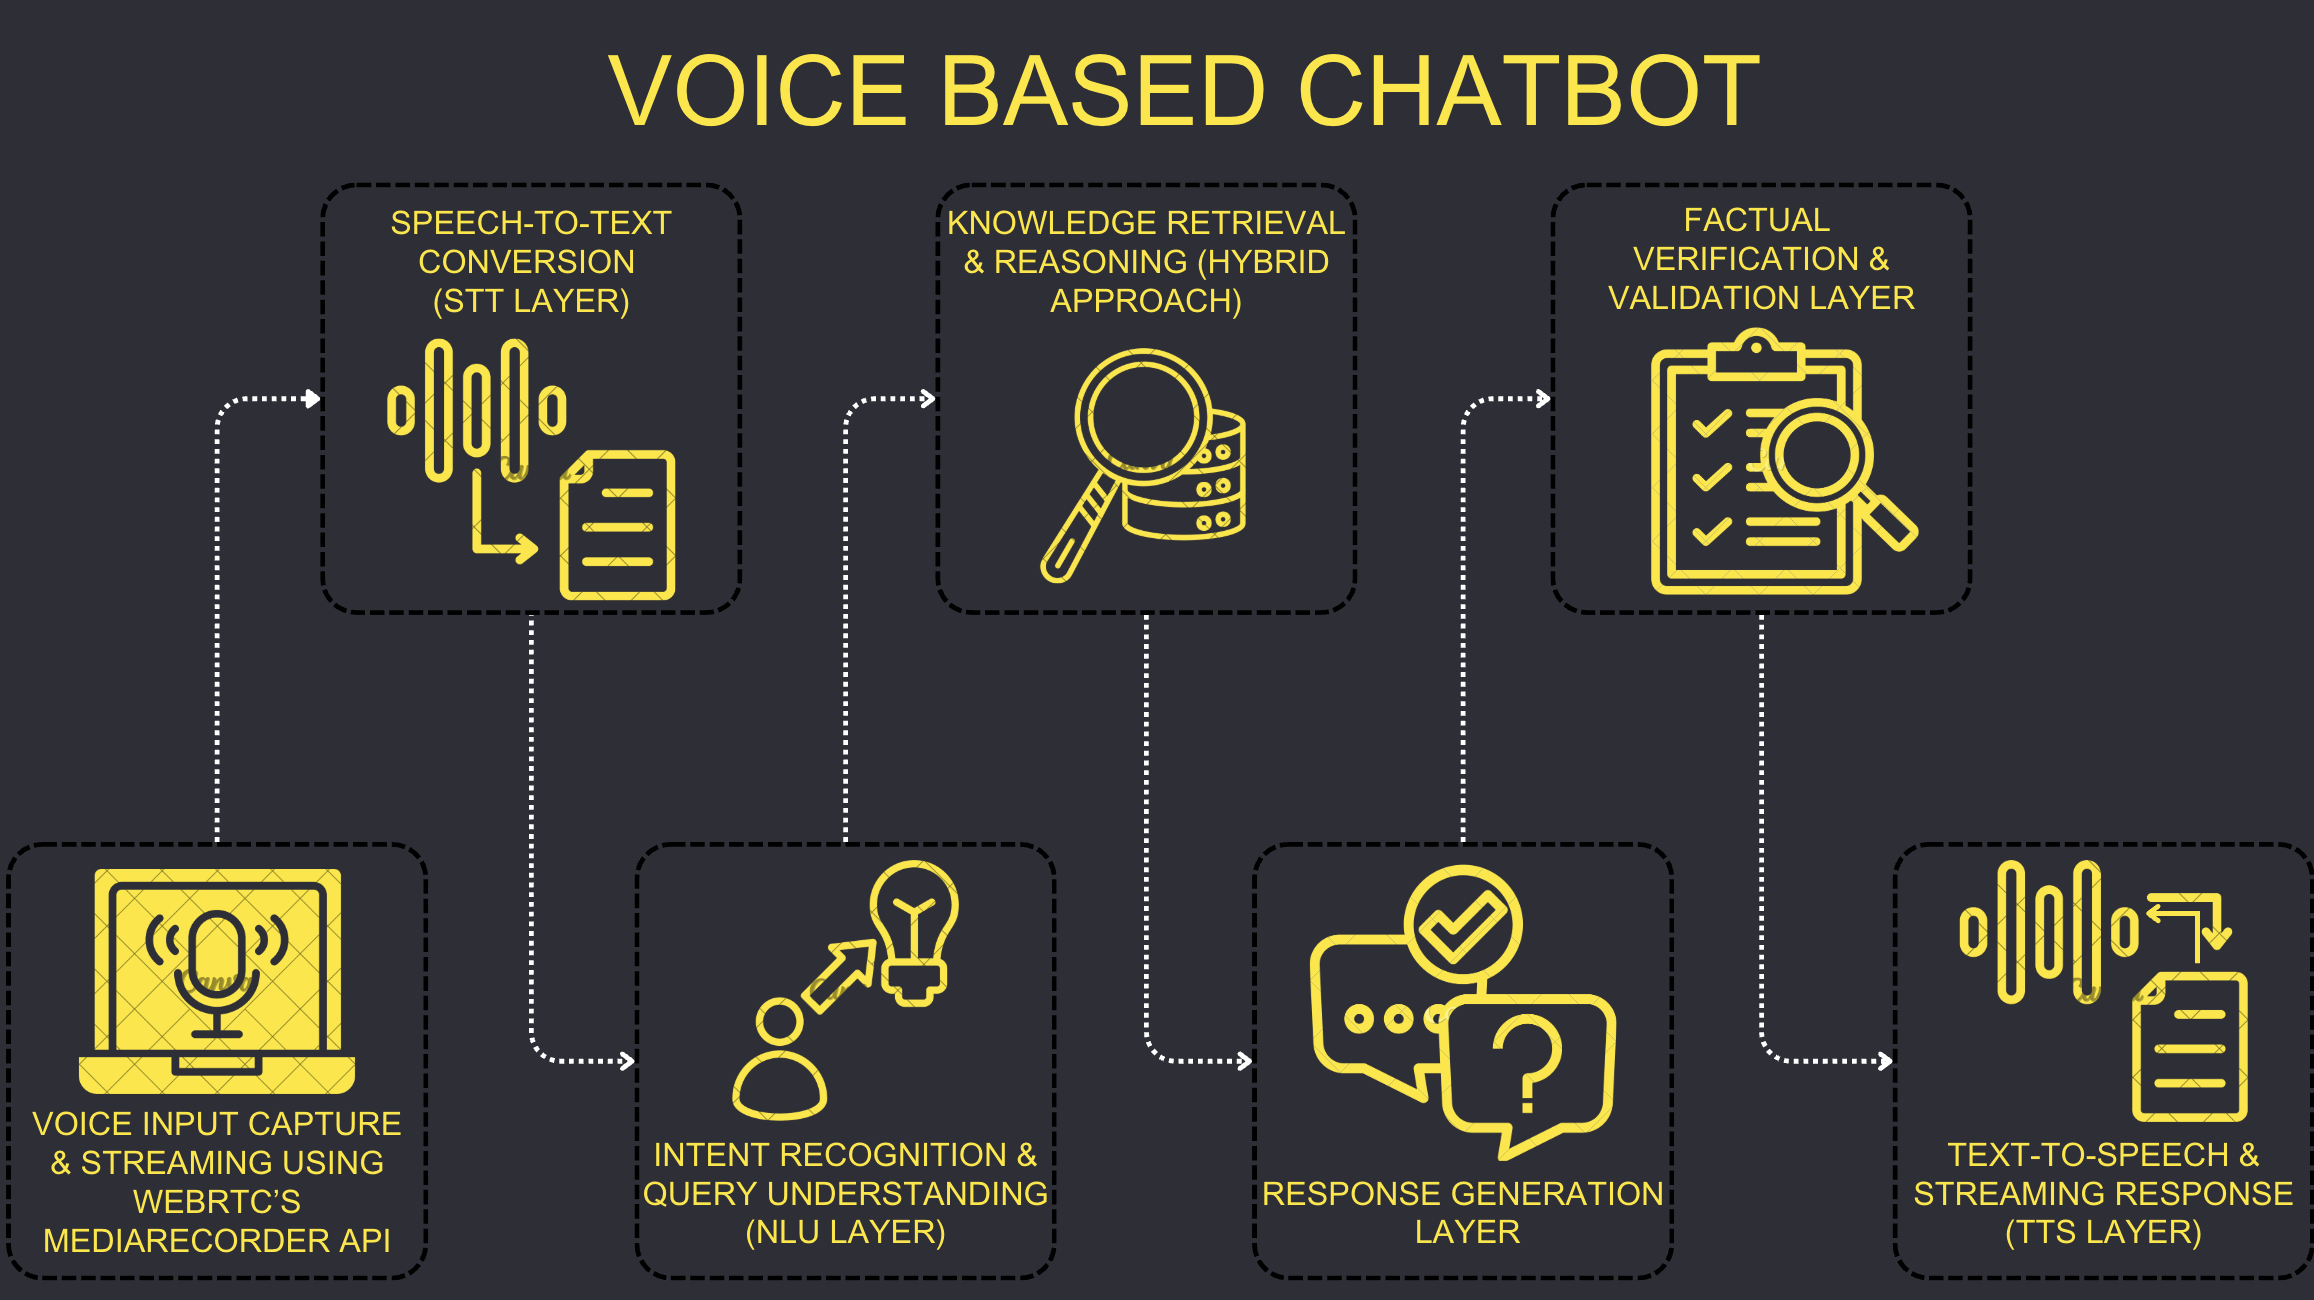 VOICE BASED CHATBOT
SPEECH-TO-TEXT
CONVERSION
(STT LAYER)
KNOWLEDGE RETRIEVAL
& REASONING (HYBRID
APPROACH)
FACTUAL
VERIFICATION &
VALIDATION LAYER
Canva
VOICE INPUT CAPTURE
& STREAMING USING
WEBRTC’S
MEDIARECORDER API
INTENT RECOGNITION &
QUERY UNDERSTANDING
(NLU LAYER)
?
RESPONSE GENERATION
LAYER
TEXT-TO-SPEECH &
STREAMING RESPONSE
(TTS LAYER)